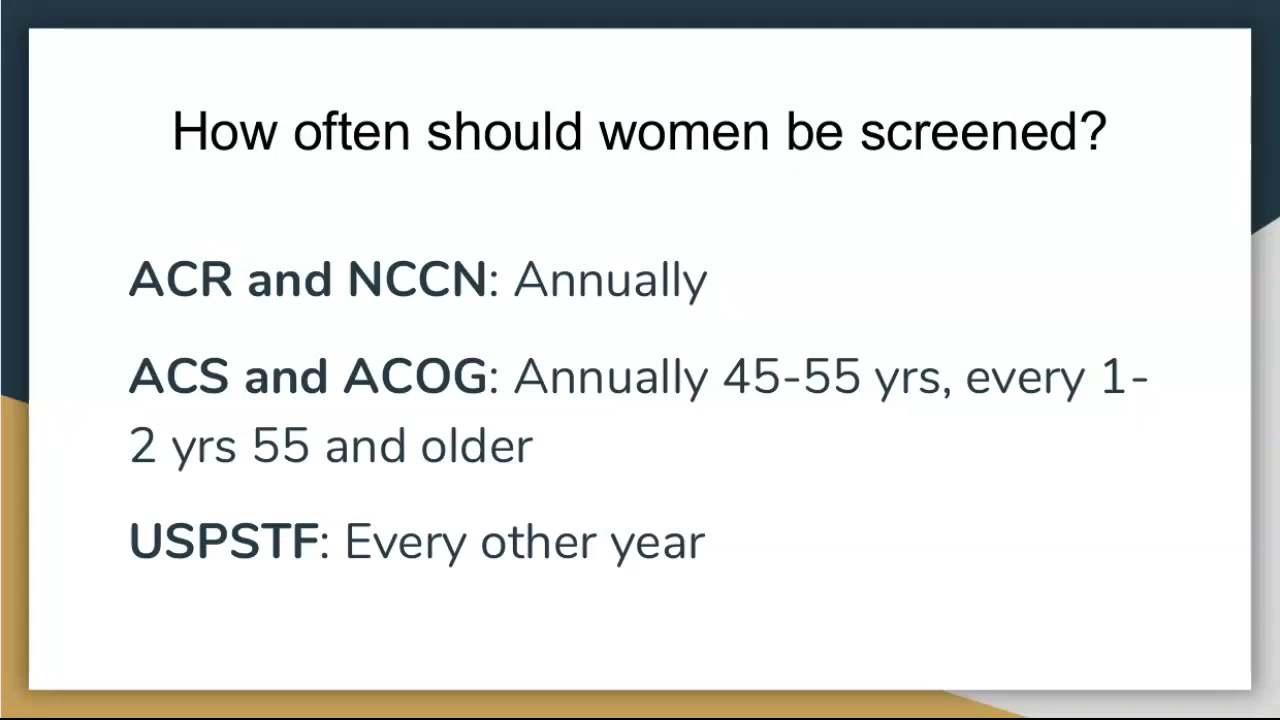 How often should women be screened?
ACR and NCCN: Annually
ACS and ACOG: Annually 45-55 yrs, every 1-
2 yrs 55 and older
USPSTF: Every other year